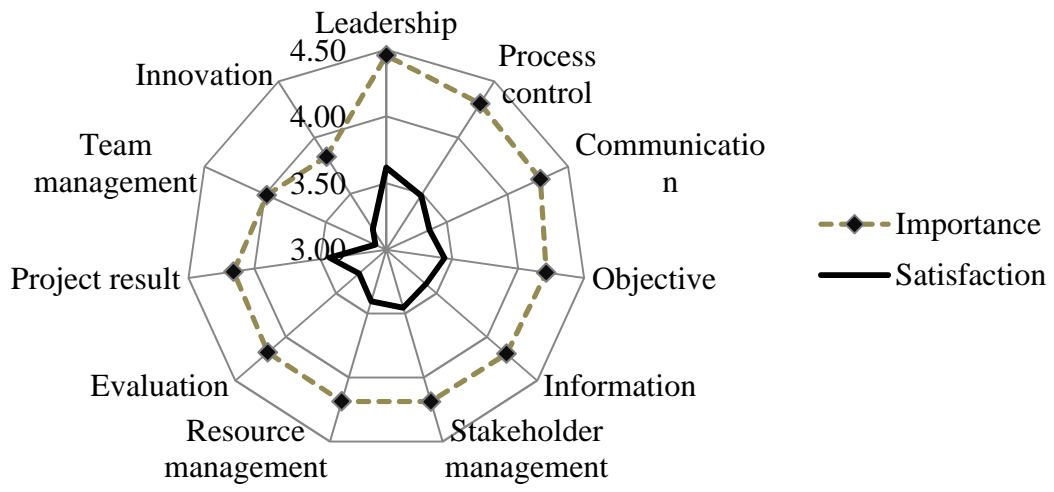 Leadership
4.50
Process
control
Innovation
4.00
Team
management
Communicatio
n
3.50
Importance
3.00
Project result
Objective
Satisfaction
Evaluation
Information
Resource
management
Stakeholder
management